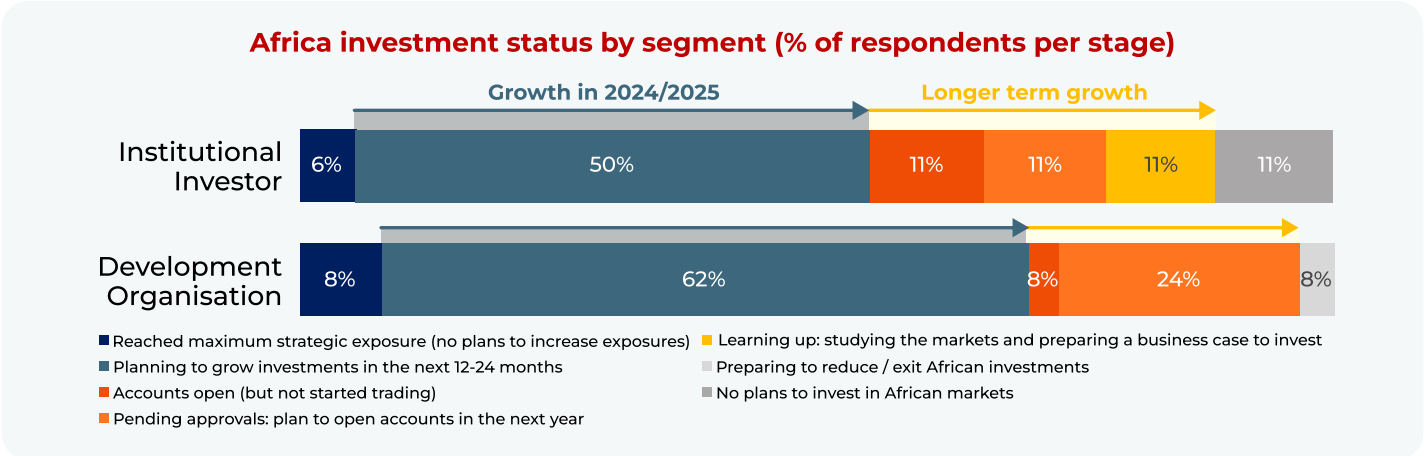 Africa investment status by segment (% of respondents per stage)
Growth in 2024/2025
Longer term growth
Institutional
Investor
6%
50%
11%
11%
11%
11%
Development
Organisation
8%
62%
8%
24%
8%
Reached maximum strategic exposure (no plans to increase exposures)
Planning to grow investments in the next 12-24 months
Accounts open (but not started trading)
Pending approvals: plan to open accounts in the next year
Learning up: studying the markets and preparing a business case to invest
Preparing to reduce / exit African investments
No plans to invest in African markets